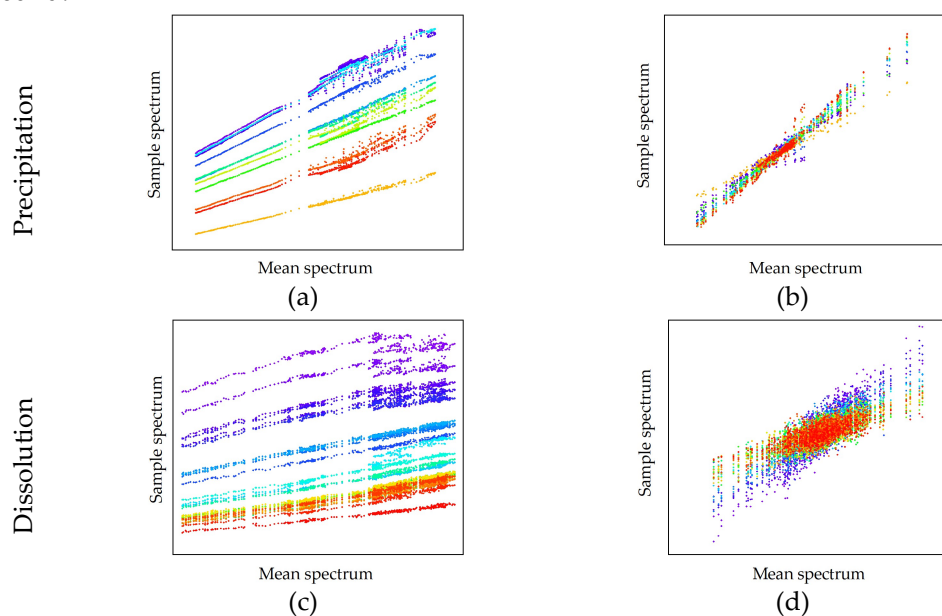 Precipitation
Sample spectrum
Mean spectrum
(a)
Sample spectrum
Mean spectrum
(b)
Dissolution
Sample spectrum
Mean spectrum
(c)
Sample spectrum
Mean spectrum
(d)